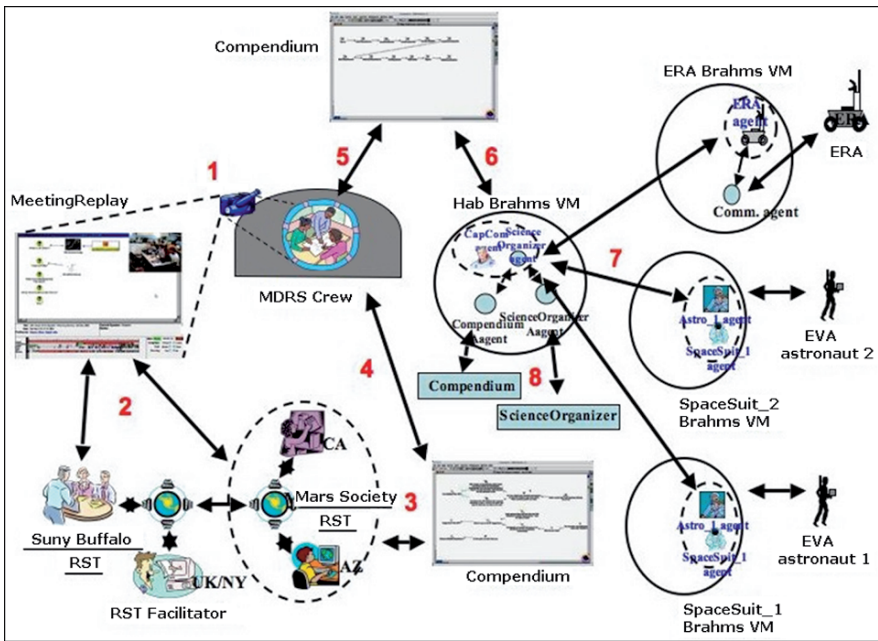 Compendium
5
6
1
MeetingReplay
MDRS Crew
Hab Brahms VM
CapCom
agent
Science
Organizer
agent
Compendium
Aagent
ScienceOrganizer
Aagent
8
Compendium
ScienceOrganizer
ERA Brahms VM
ERA
agent
Comm. agent
ERA
ERA
7
Astro_1 agent
SpaceSuit_1
agent
EVA
astronaut 2
SpaceSuit_2
Brahms VM
4
2
Suny Buffalo
RST
UK/NY
RST Facilitator
CA
Mars Society
RST
AZ
3
Compendium
Astro_1 agent
SpaceSuit_1
agent
EVA
astronaut 1
SpaceSuit_1
Brahms VM